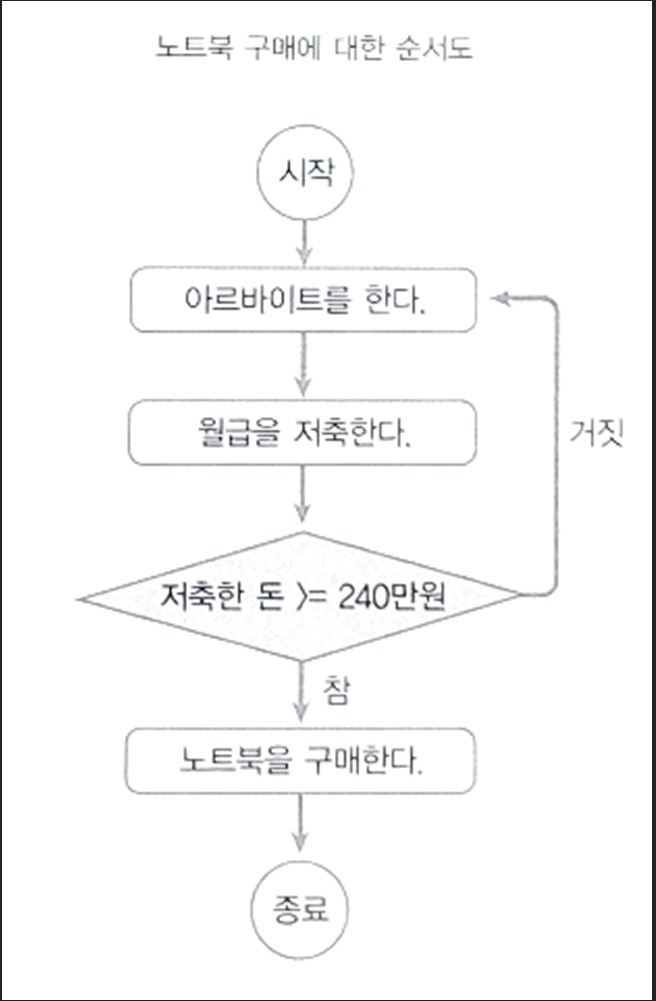 노트북 구매에 대한 순서도
시작
아르바이트를 한다.
월급을 저축한다.
거짓
저축한 돈 >= 240만원
참
노트북을 구매한다.
종료